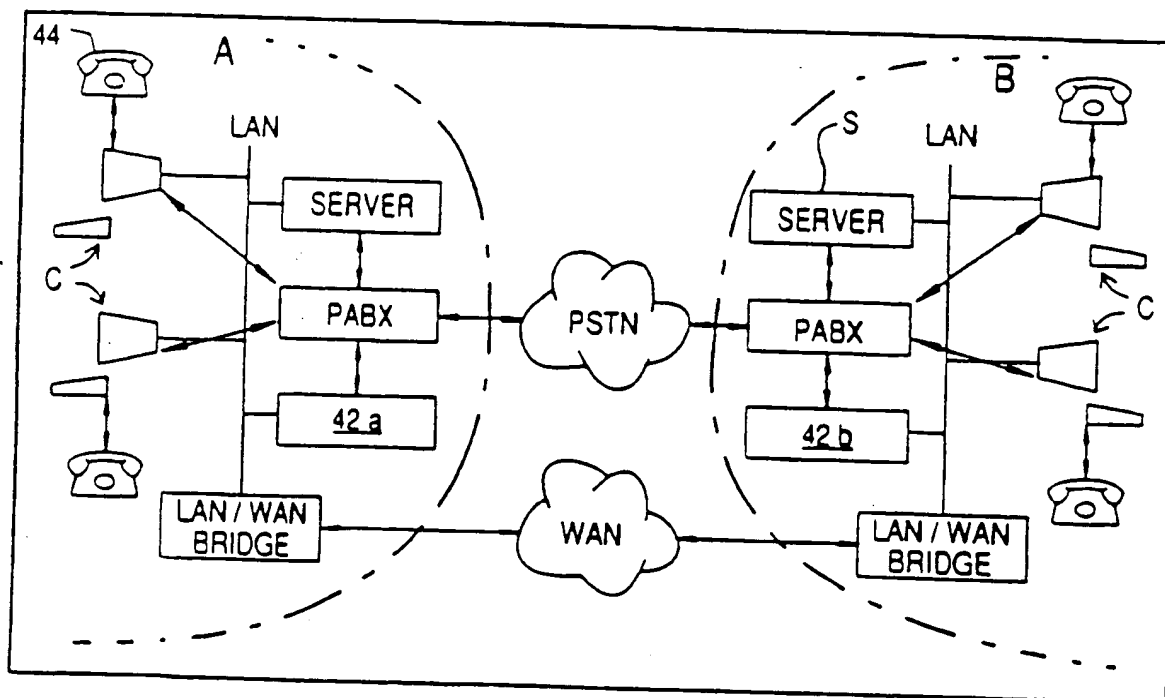 44
A
B
LAN
S
LAN
SERVER
SERVER
C
PABX
PSTN
PABX
C
42 a
42 b
LAN / WAN
BRIDGE
WAN
LAN / WAN
BRIDGE